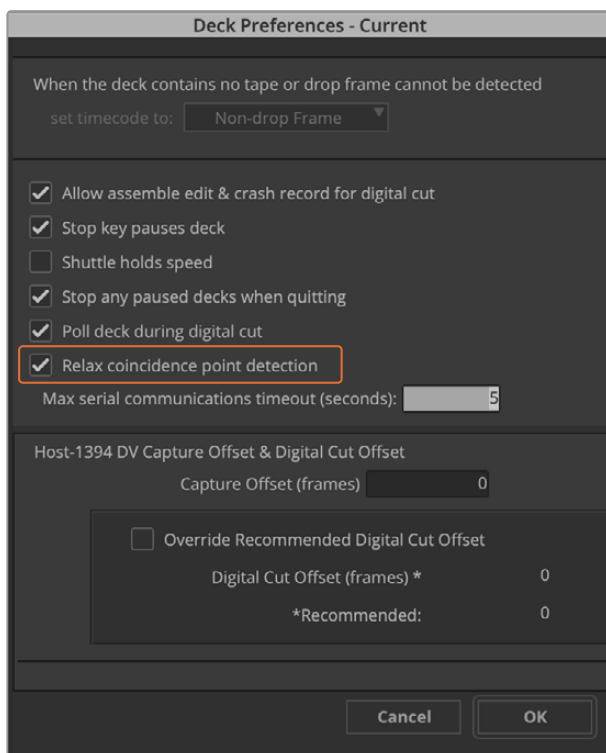 Deck Preferences - Current
When the deck contains no tape or drop frame cannot be detected
set timecode to: Non-drop Frame
Allow assemble edit & crash record for digital cut
Stop key pauses deck
Shuttle holds speed
Stop any paused decks when quitting
Poll deck during digital cut
Relax coincidence point detection
Max serial communications timeout (seconds): 5
Host-1394 DV Capture Offset & Digital Cut Offset
Capture Offset (frames) 0
Override Recommended Digital Cut Offset
Digital Cut Offset (frames) * 0
*Recommended: 0
Cancel OK